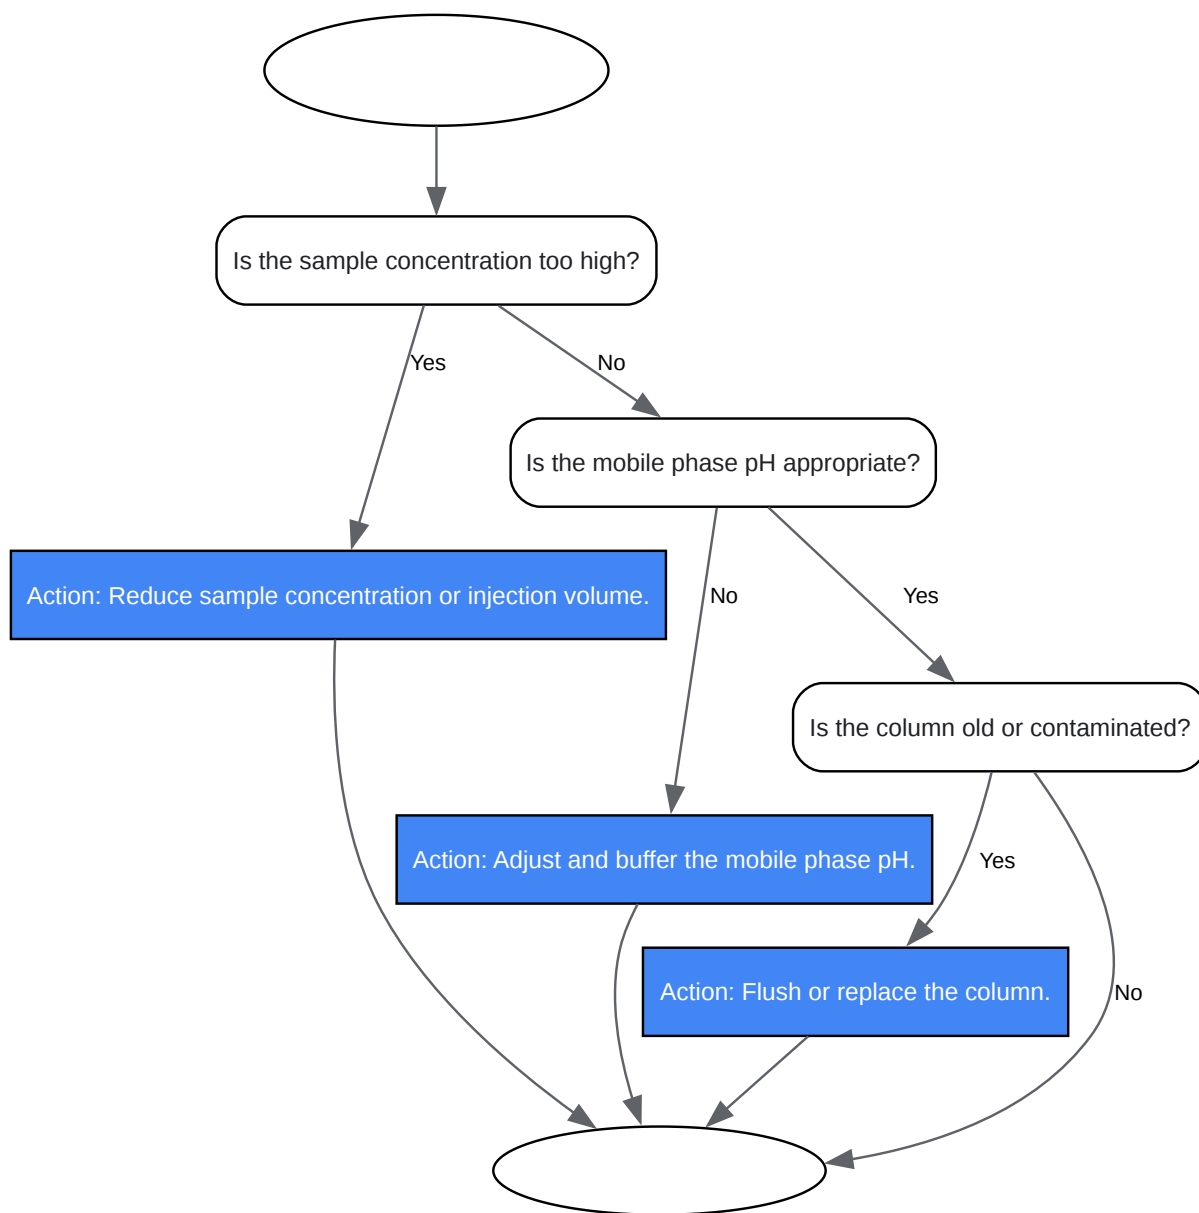 Is the sample concentration too high?
Yes
No
Is the mobile phase pH appropriate?
Action: Reduce sample concentration or injection volume.
No
Yes
Is the column old or contaminated?
Action: Adjust and buffer the mobile phase pH.
Yes
Action: Flush or replace the column.
No